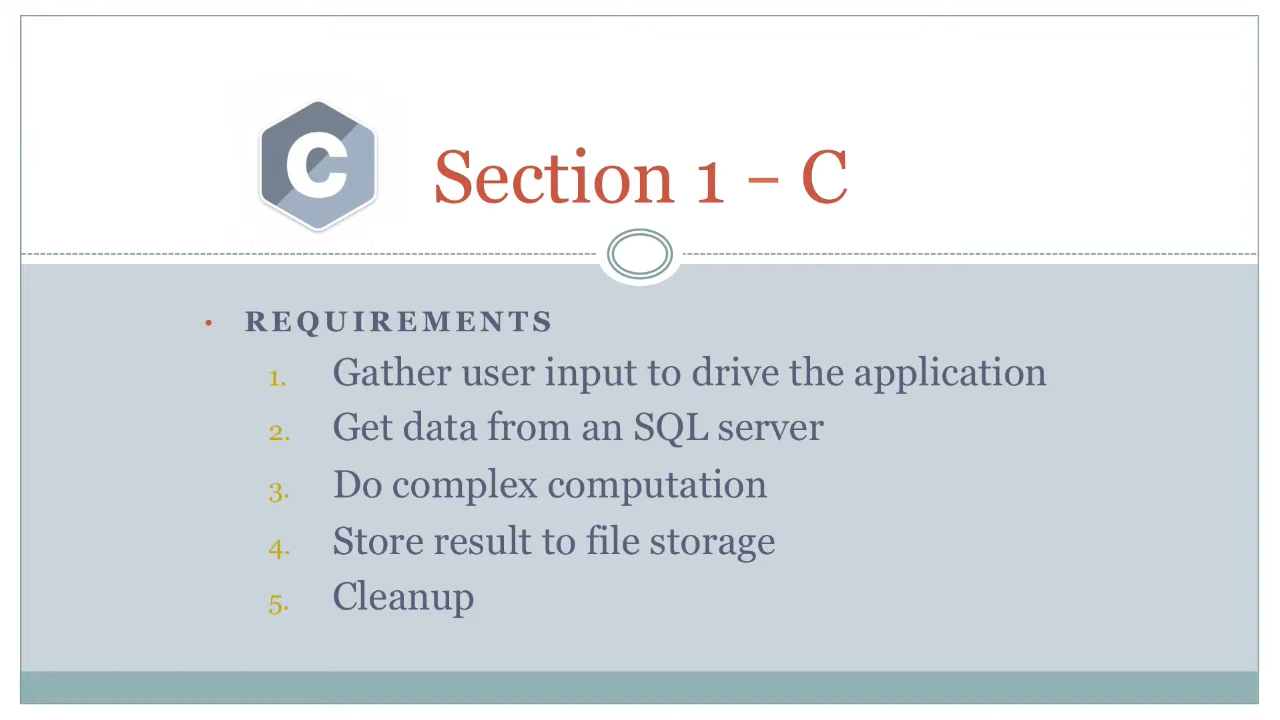 C
Section 1 – C
• REQUIREMENTS
1. Gather user input to drive the application
2. Get data from an SQL server
3. Do complex computation
4. Store result to file storage
5. Cleanup